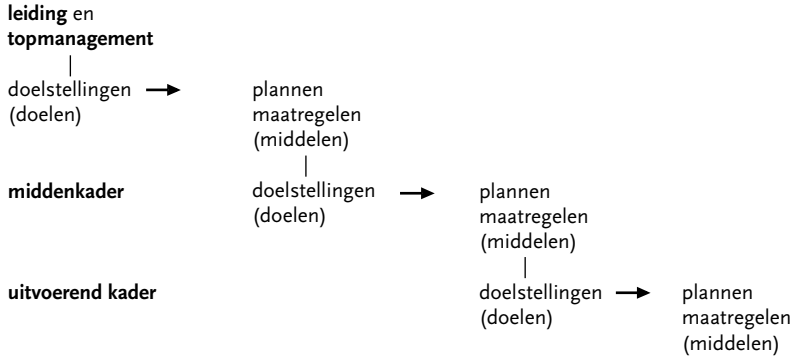 leiding en
topmanagement
doelstellingen
(doelen)
plannen
maatregelen
(middelen)
middenkader
doelstellingen
(doelen)
plannen
maatregelen
(middelen)
uitvoerend kader
doelstellingen
(doelen)
plannen
maatregelen
(middelen)